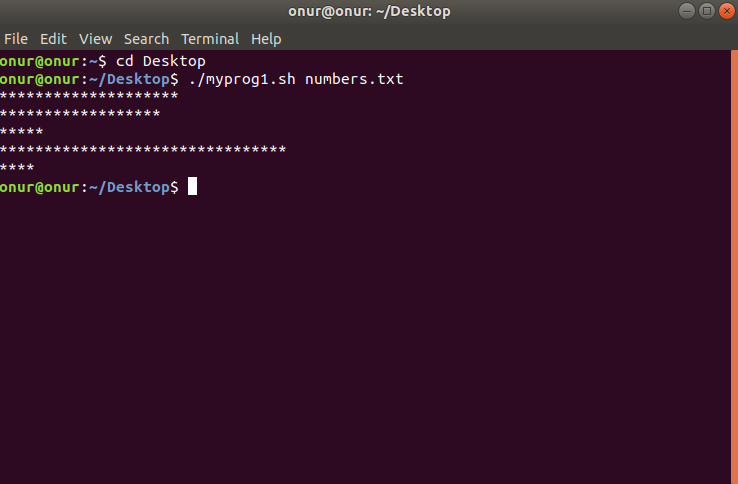 onur@onur: ~/Desktop
File Edit View Search Terminal Help
onur@onur:~$ cd Desktop
onur@onur:~/Desktop$ ./myprog1.sh numbers.txt
********************
******************
*****
********************************
****
onur@onur:~/Desktop$